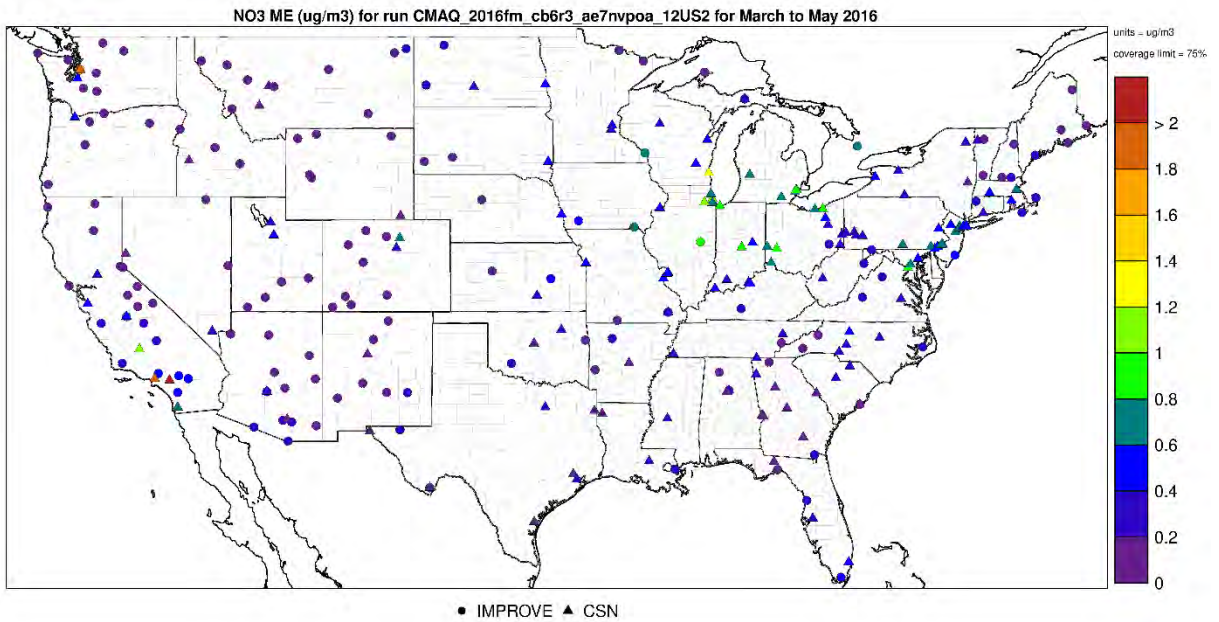 NO3 ME (ug/m3) for run CMAQ_2016fm_cb6r3_ae7nvpoa_12US2 for March to May 2016
units = ug/m3
coverage limit = 75%
> 2
1.8
1.6
1.4
1.2
1
0.8
0.6
0.4
0.2
0
● IMPROVE ▲ CSN